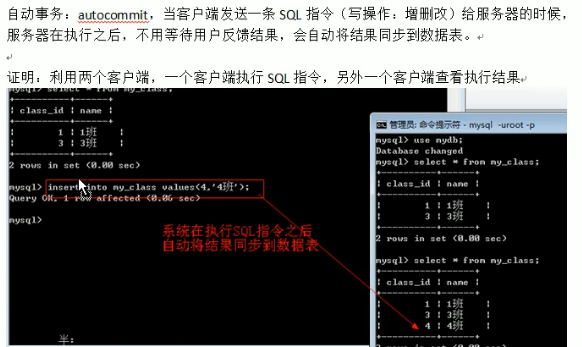 自动事务：autocommit，当客户端发送一条 SQL 指令（写操作：增删改）给服务器的时候，
服务器在执行之后，不用等待用户反馈结果，会自动将结果同步到数据表。
证明：利用两个客户端，一个客户端执行 SQL 指令，另外一个客户端查看执行结果
mysql> select * from my_class;
+----------+------+
| class_id | name |
+----------+------+
|        1 | 1班  |
|        3 | 3班  |
+----------+------+
2 rows in set (0.00 sec)
mysql> insert into my_class values(4,'4班');
Query OK, 1 row affected (0.06 sec)
mysql>
系统在执行SQL指令之后
自动将结果同步到数据表
半：
管理员: 命令提示符 - mysql -uroot -p
mysql> use mydb;
Database changed
mysql> select * from my_class;
+----------+------+
| class_id | name |
+----------+------+
|        1 | 1班  |
|        3 | 3班  |
+----------+------+
2 rows in set (0.00 sec)
mysql> select * from my_class;
+----------+------+
| class_id | name |
+----------+------+
|        1 | 1班  |
|        3 | 3班  |
|        4 | 4班  |
+----------+------+